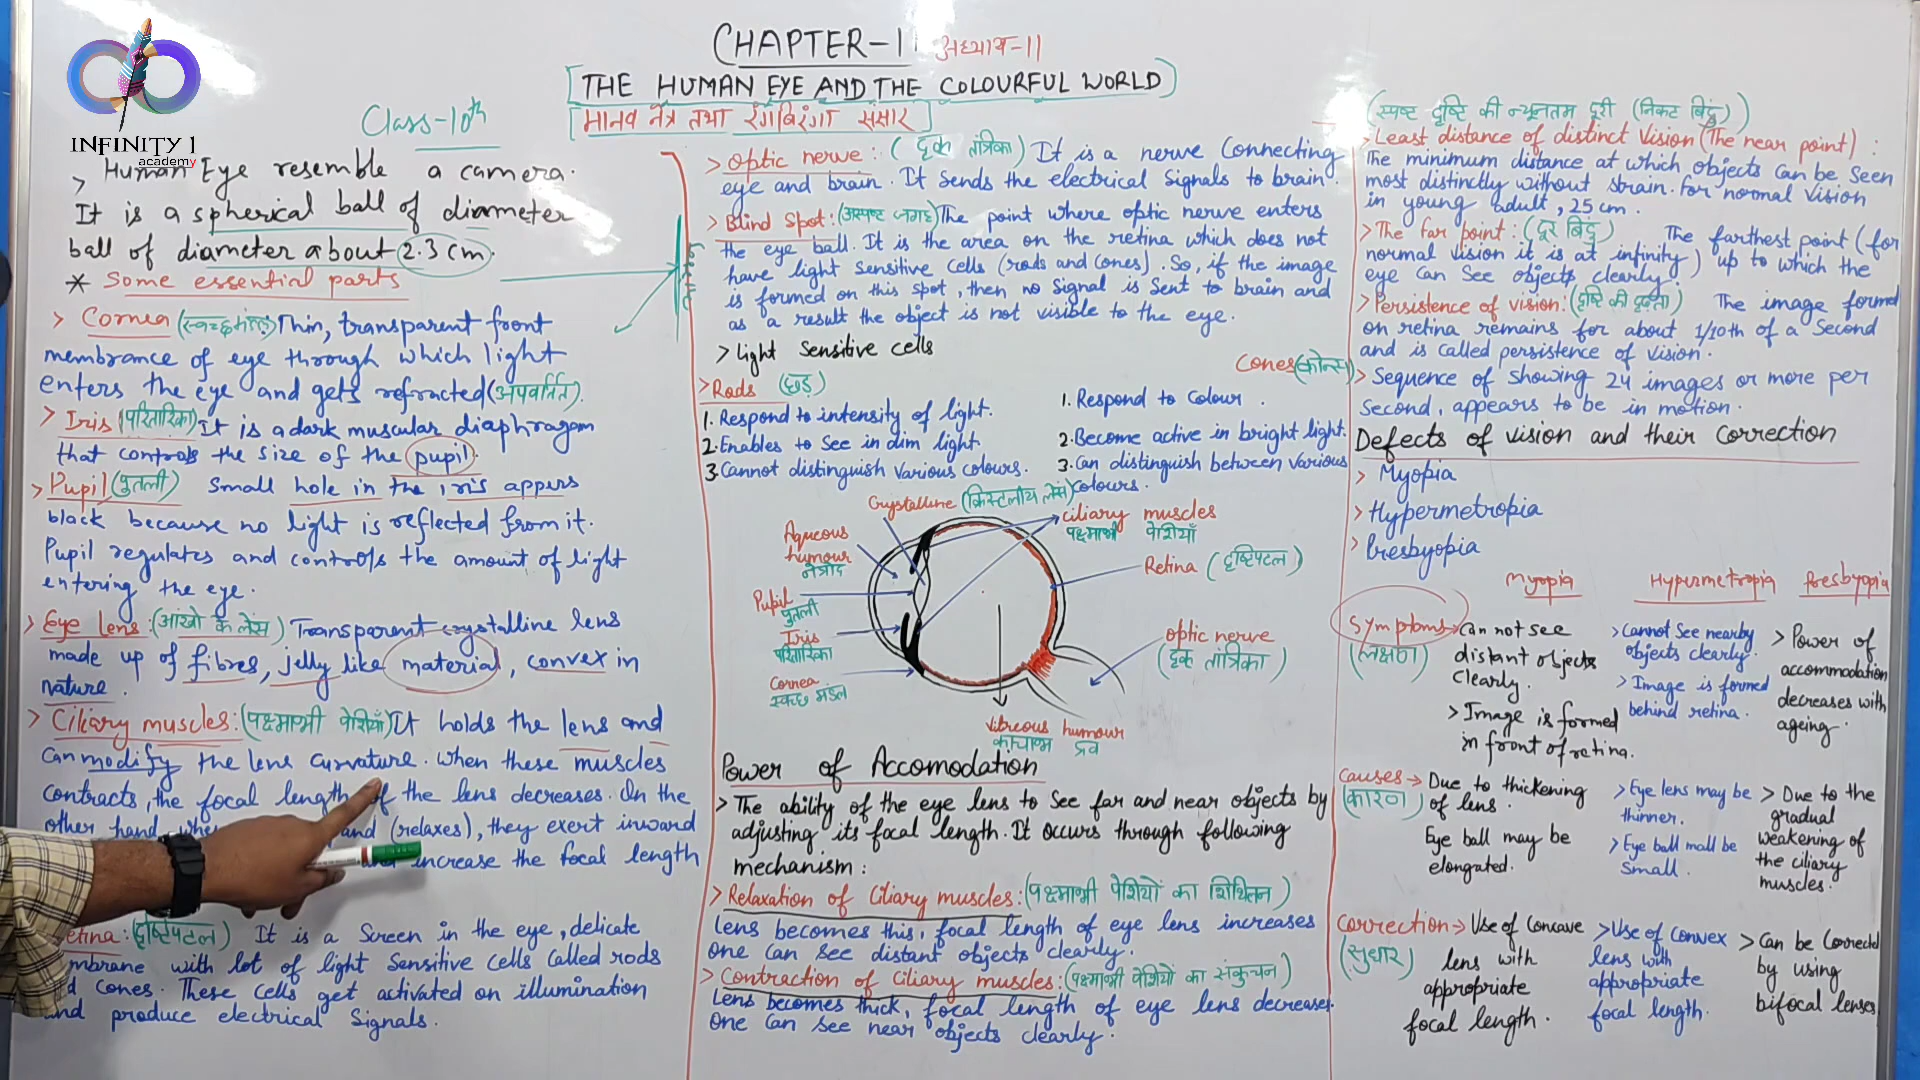 INFINITY 1
academy
CHAPTER-11 अध्याय-11
THE HUMAN EYE AND THE COLOURFUL WORLD
मानव नेत्र तथा रंगबिरंगा संसार
Class-10th
> Human Eye resemble a camera.
It is a spherical ball of diameter
ball of diameter about 2.3 cm.
* Some essential parts
> Cornea (स्वच्छमंडल) Thin, transparent front
membrance of eye through which light
enters the eye and gets refracted (अपवर्तित).
> Iris (परितारिका) It is a dark muscular diaphragam
that controls the size of the pupil.
> Pupil (पुतली) Small hole in the iris appers
black because no light is reflected from it.
Pupil regulates and controls the amount of light
entering the eye.
> Eye lens: (आंखो के लेंस) Transparent crystalline lens
made up of fibres, jelly like material, convex in
nature.
> Ciliary muscles: (पक्ष्माभी पेशियाँ) It holds the lens and
can modify the lens curvature. When these muscles
contracts, the focal length of the lens decreases. On the
other hand, and (relaxes), they exert inward
increase the focal length
Retina: (दृष्टिपटल) It is a Screen in the eye, delicate
with lot of light sensitive cells called rods
cones. These cells get activated on illumination
and produce electrical signals.
> Optic nerve: (दृक तंत्रिका) It is a nerve Connecting
eye and brain. It sends the electrical signals to brain.
> Blind spot: (अस्पष्ट जगह) The point where optic nerve enters
the eye ball. It is the area on the retina which does not
have light sensitive cells (rods and cones). So, if the image
is formed on this spot, then no signal is sent to brain and
as a result the object is not visible to the eye.
> light sensitive cells
> Rods (छड़)
1. Respond to intensity of light.
2. Enables to see in dim light
3. Cannot distinguish various colours.
Cones (कोन्स)
1. Respond to Colour.
2. Become active in bright light.
3. Can distinguish between various
colours.
Crystalline (क्रिस्टलीय लेंस)
Aqueous
humour
नेत्रोद
Pupil
पुतली
Iris
परितारिका
Cornea
स्वच्छ मंडल
ciliary muscles
पक्ष्माभी पेशियाँ
Retina (दृष्टिपटल)
optic nerve
(दृक तांत्रिका)
vitreous humour
काचाभ द्रव
Power of Accomodation
> The ability of the eye lens to see far and near objects by
adjusting its focal length. It occurs through following
mechanism:
> Relaxation of ciliary muscles: (पक्ष्माभी पेशियों का शिथिलन)
Lens becomes this, focal length of eye lens increases
one can see distant objects clearly.
> Contraction of ciliary muscles: (पक्ष्माभी पेशियों का संकुचन)
Lens becomes thick, focal length of eye lens decreases.
One can see near objects clearly.
(स्पष्ट दृष्टि की न्यूनतम दूरी (निकट बिंदु))
> Least distance of distinct Vision (The near point):
The minimum distance at which objects can be seen
most distinctly without strain. for normal vision
in young adult, 25 cm.
> The far point: (दूर बिंदु) The farthest point (for
normal vision it is at infinity) up to which the
eye can see objects clearly.
> Persistence of vision: (दृष्टि की दृढ़ता) The image formed
on retina remains for about 1/10th of a second
and is called persistence of vision.
> Sequence of showing 24 images or more per
second, appears to be in motion.
Defects of vision and their correction
> Myopia
> Hypermetropia
> Presbyopia
Myopia Hypermetropia Presbyopia
Symptoms
(लक्षण)
Can not see
distant objects
clearly.
> Image is formed
in front of retina.
> Cannot see nearby
objects clearly.
> Image is formed
behind retina.
> Power of
accommodation
decreases with
ageing.
Causes
(कारण)
Due to thickening
of lens.
Eye ball may be
elongated.
> Eye lens may be
thinner.
> Eye ball mall be
small.
> Due to the
gradual
weakening of
the ciliary
muscles.
Correction
(सुधार)
Use of Concave
lens with
appropriate
focal length.
> Use of Convex
lens with
appropriate
focal length.
> Can be Corrected
by using
bifocal lenses